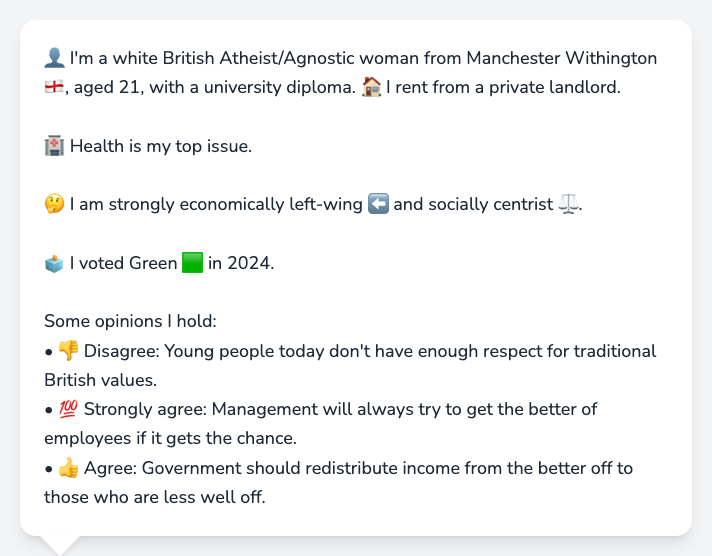 👤 I'm a white British Atheist/Agnostic woman from Manchester Withington
🏴󠁧󠁢󠁥󠁮󠁧󠁿, aged 21, with a university diploma. 🏠 I rent from a private landlord.
🏥 Health is my top issue.
🤔 I am strongly economically left-wing ⬅️ and socially centrist ⚖️.
🗳️ I voted Green 🟩 in 2024.
Some opinions I hold:
• 👎 Disagree: Young people today don't have enough respect for traditional
British values.
• 💯 Strongly agree: Management will always try to get the better of
employees if it gets the chance.
• 👍 Agree: Government should redistribute income from the better off to
those who are less well off.